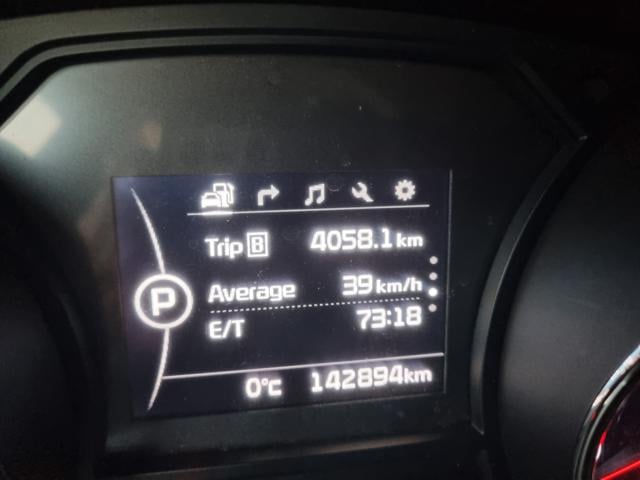 Trip B 4058.1 km
Average 39 km/h
E/T 73:18
P
0°C 142894km